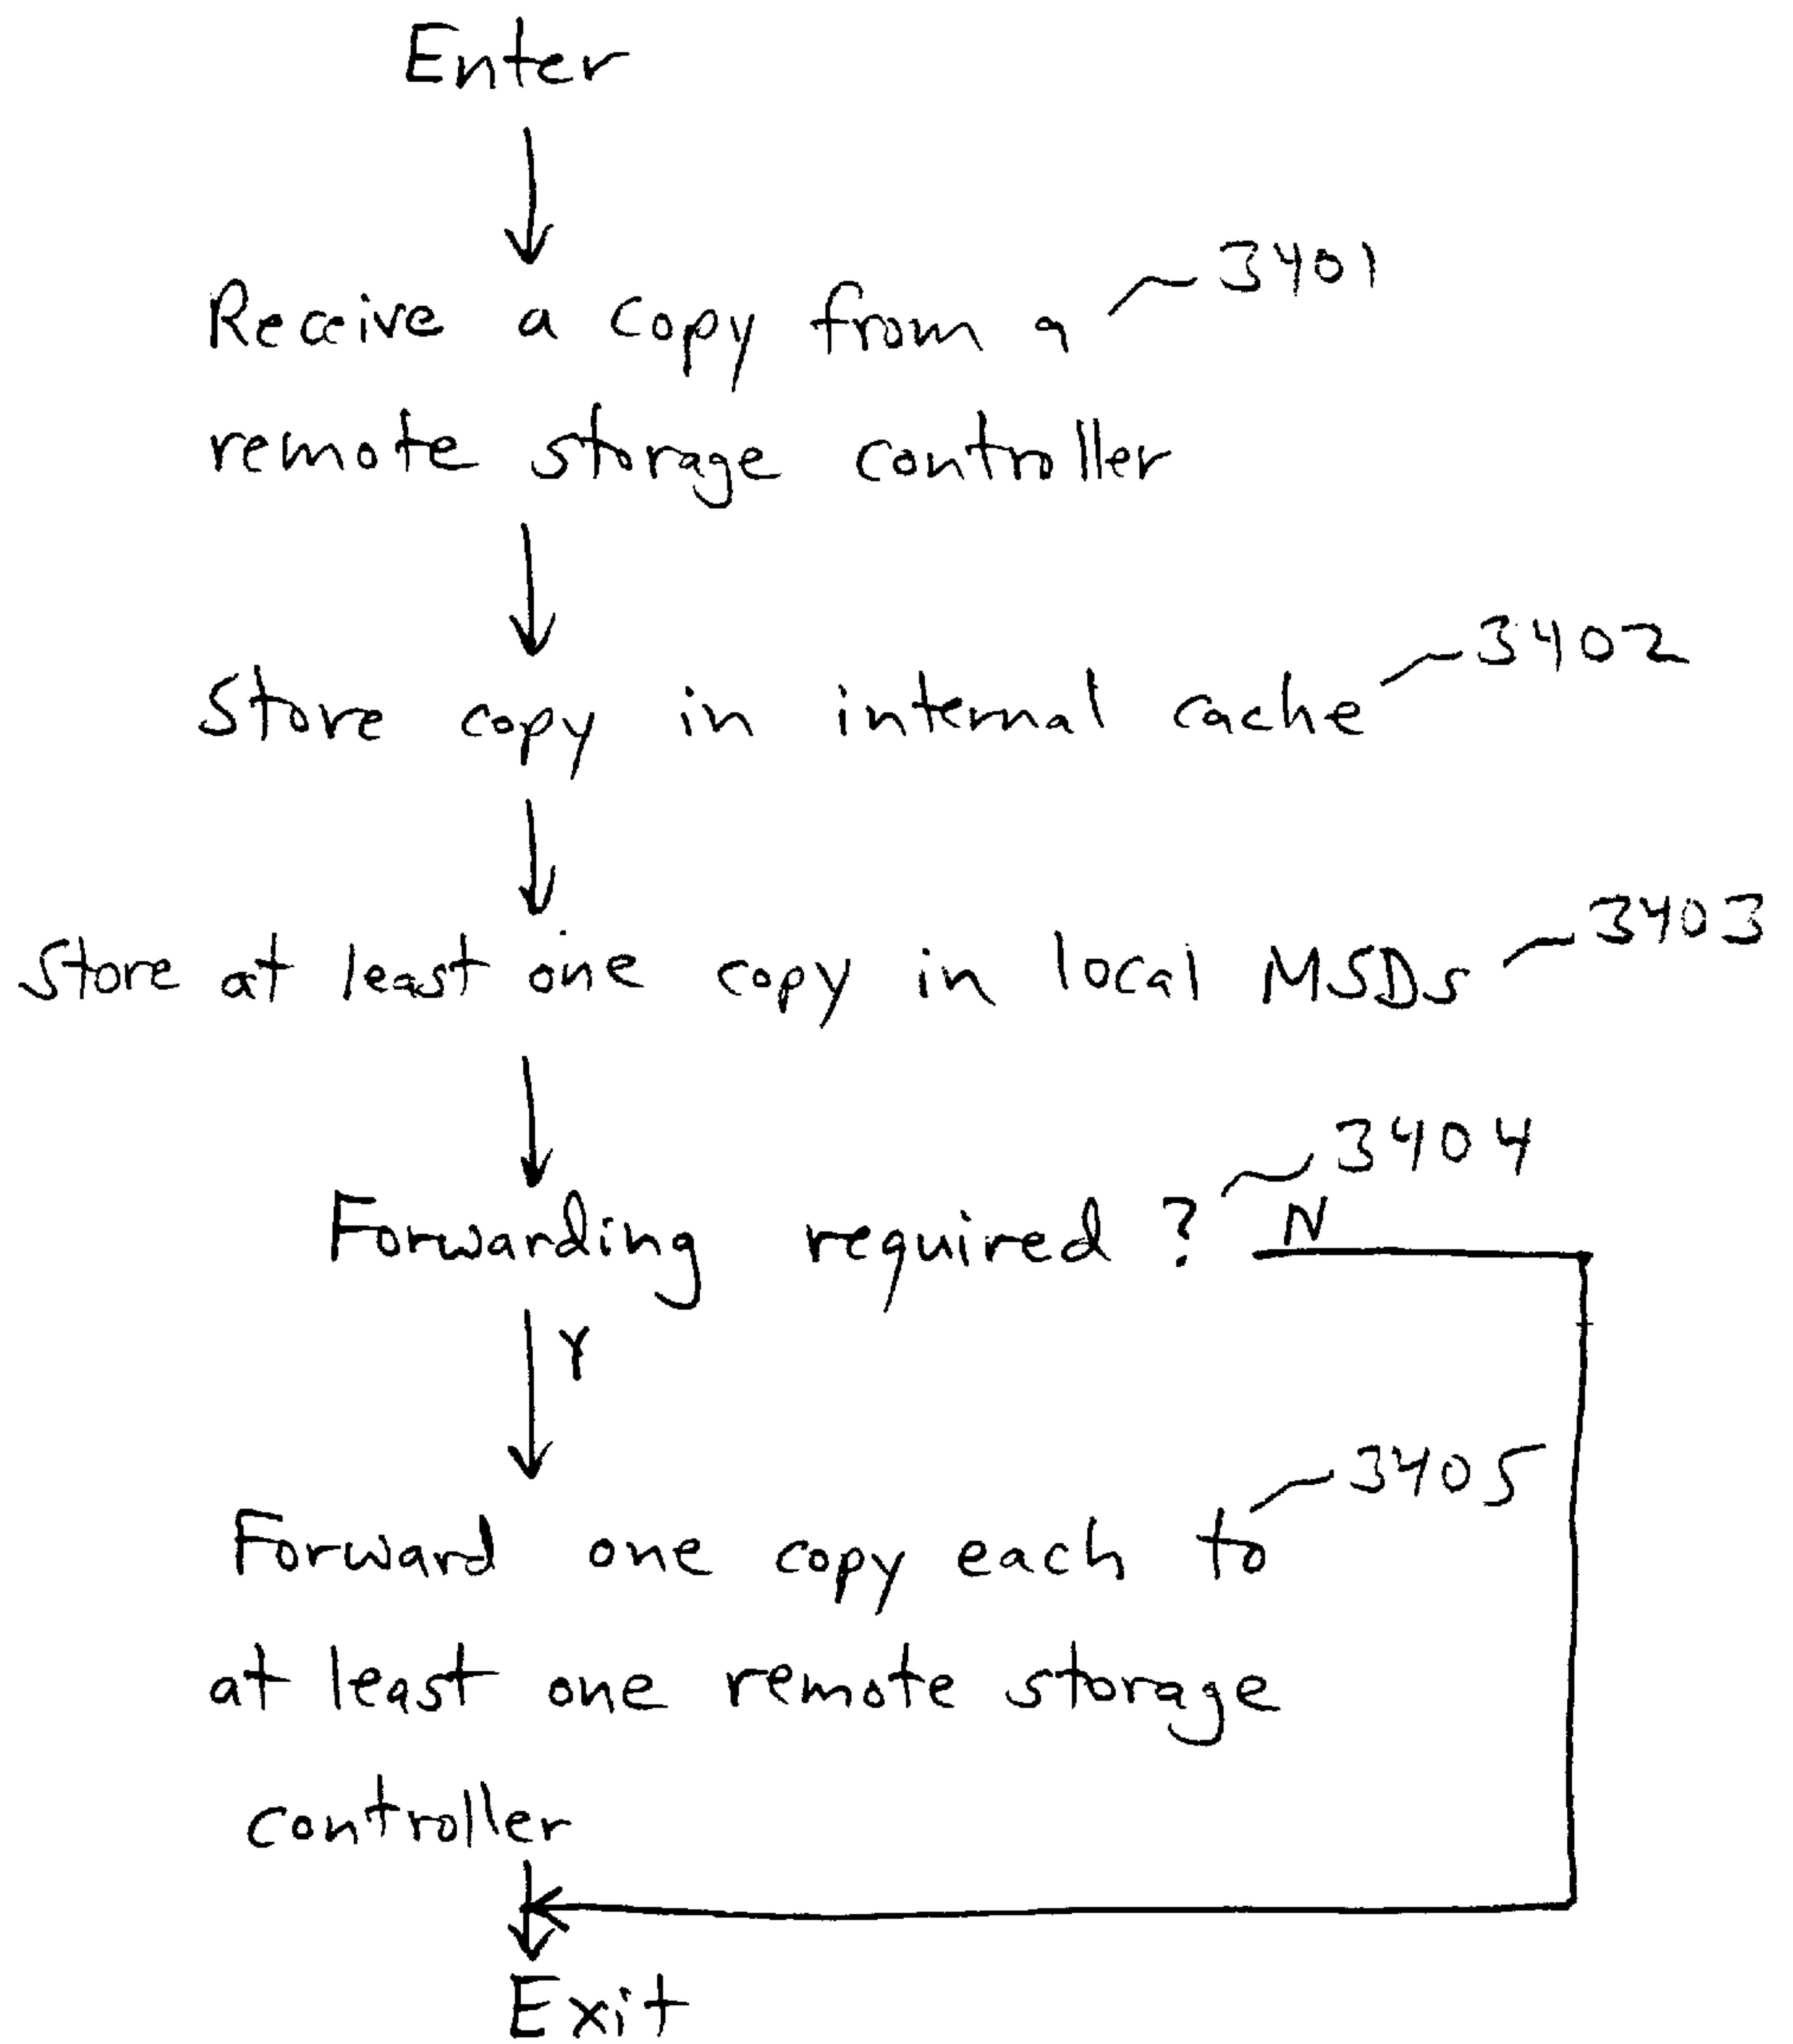 Enter
Receive a copy from a 3401
remote storage controller
Store copy in internal cache 3402
Store at least one copy in local MSDs 3403
Forwarding required ? 3404
N
Y
Forward one copy each to 3405
at least one remote storage
controller
Exit